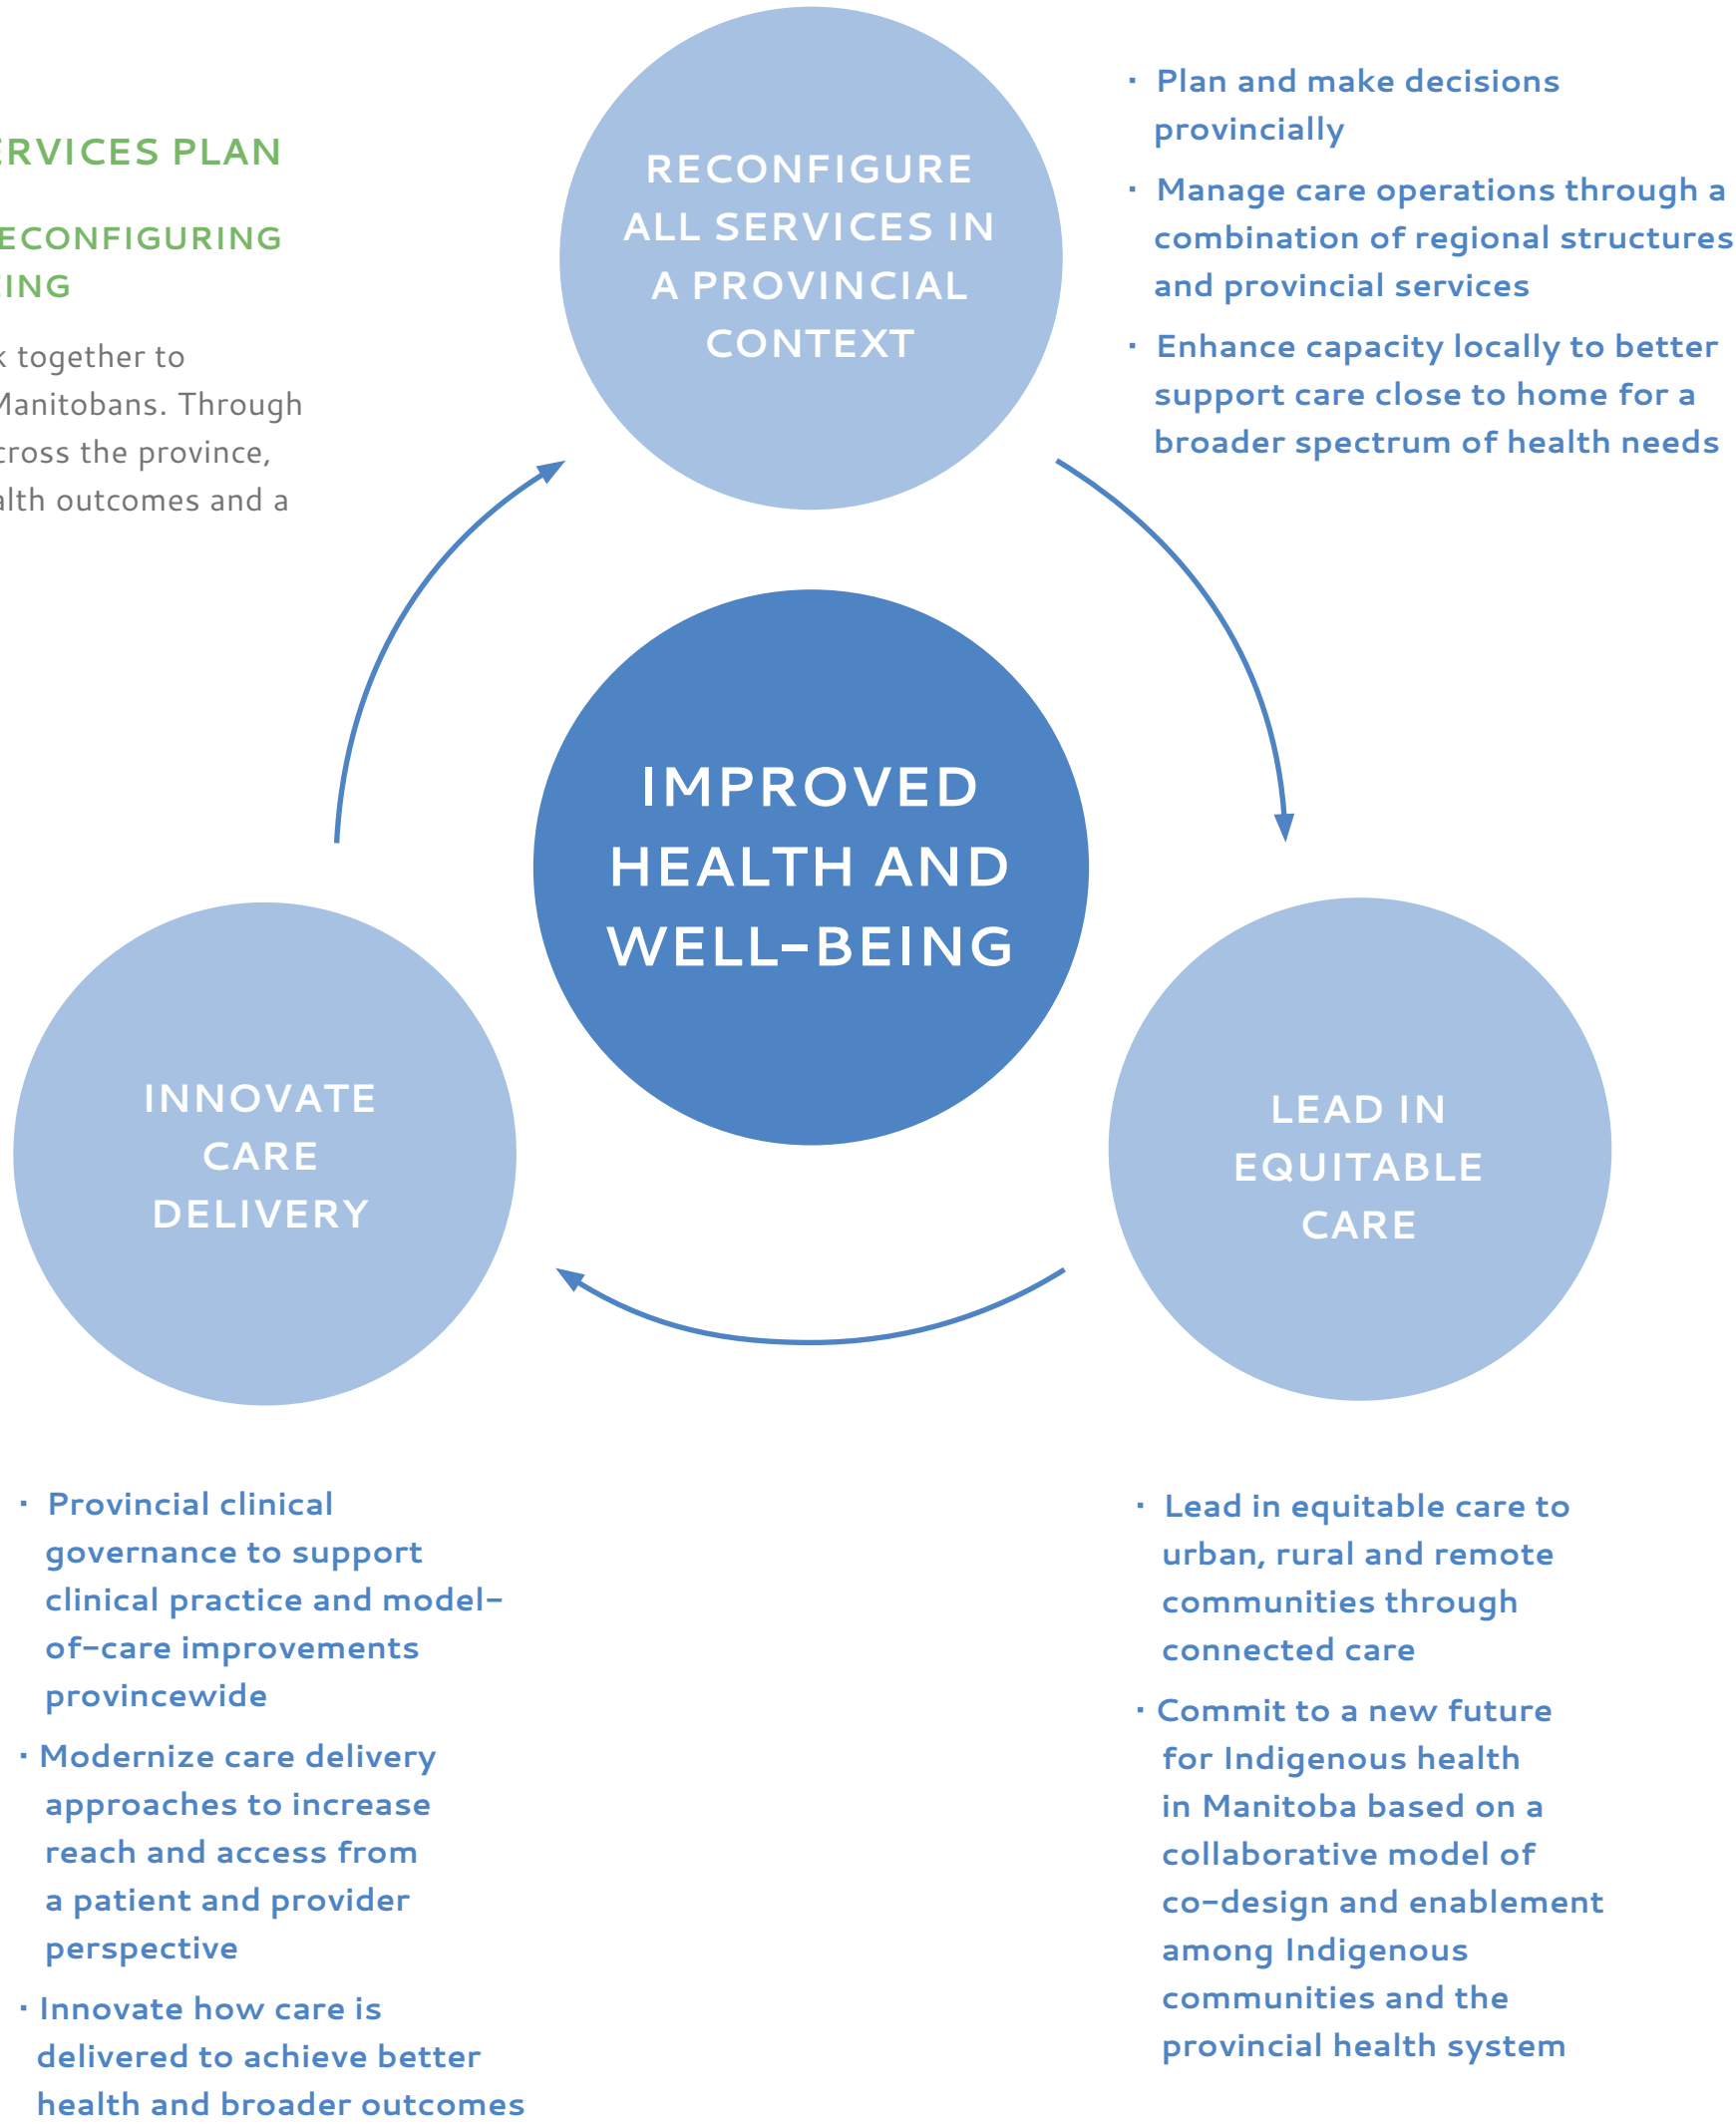 ERVICES PLAN
ECONFIGURING
ING
together to
Manitobans. Through
cross the province,
alth outcomes and a
RECONFIGURE
ALL SERVICES IN
A PROVINCIAL
CONTEXT
· Plan and make decisions
provincially
· Manage care operations through a
combination of regional structures
and provincial services
· Enhance capacity locally to better
support care close to home for a
broader spectrum of health needs
IMPROVED
HEALTH AND
WELL-BEING
INNOVATE
CARE
DELIVERY
LEAD IN
EQUITABLE
CARE
· Provincial clinical
governance to support
clinical practice and model-
of-care improvements
provincewide
· Modernize care delivery
approaches to increase
reach and access from
a patient and provider
perspective
· Innovate how care is
delivered to achieve better
health and broader outcomes
· Lead in equitable care to
urban, rural and remote
communities through
connected care
· Commit to a new future
for Indigenous health
in Manitoba based on a
collaborative model of
co-design and enablement
among Indigenous
communities and the
provincial health system